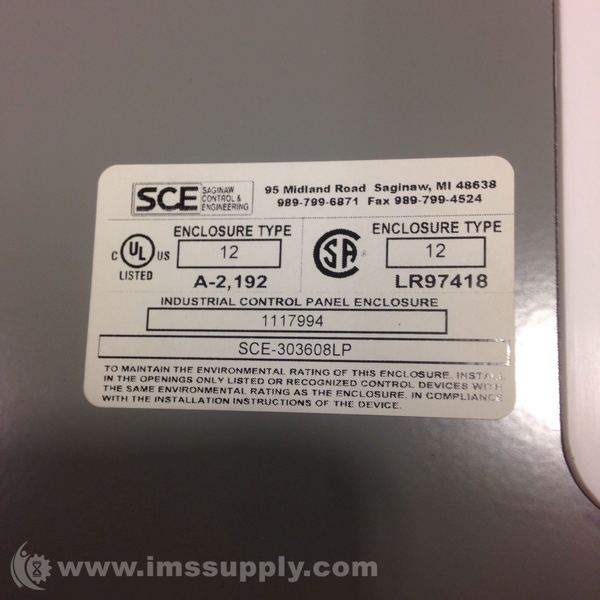 SCE SAGINAW CONTROL & ENGINEERING
95 Midland Road Saginaw, MI 48638
989-799-6871 Fax 989-799-4524
C UL US
LISTED
ENCLOSURE TYPE
12
A-2,192
SA ®
ENCLOSURE TYPE
12
LR97418
INDUSTRIAL CONTROL PANEL ENCLOSURE
1117994
SCE-303608LP
TO MAINTAIN THE ENVIRONMENTAL RATING OF THIS ENCLOSURE. INSTALL
IN THE OPENINGS ONLY LISTED OR RECOGNIZED CONTROL DEVICES WITH
THE SAME ENVIRONMENTAL RATING AS THE ENCLOSURE. IN COMPLIANCE
WITH THE INSTALLATION INSTRUCTIONS OF THE DEVICE.
www.imssupply.com